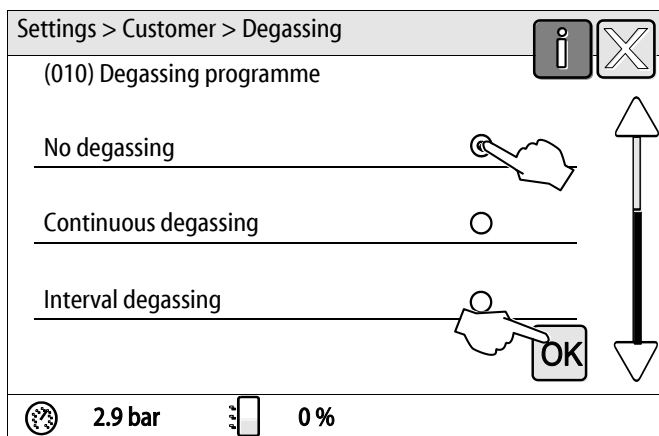 Settings > Customer > Degassing
i
(010) Degassing programme
No degassing
Continuous degassing
Interval degassing
OK
2.9 bar 0 %